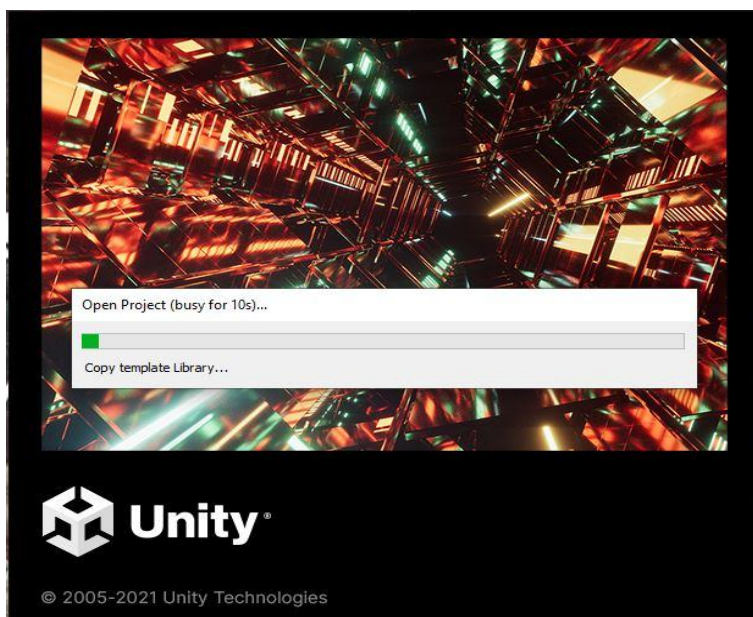 Open Project (busy for 10s)...
Copy template Library...
Unity®
© 2005-2021 Unity Technologies